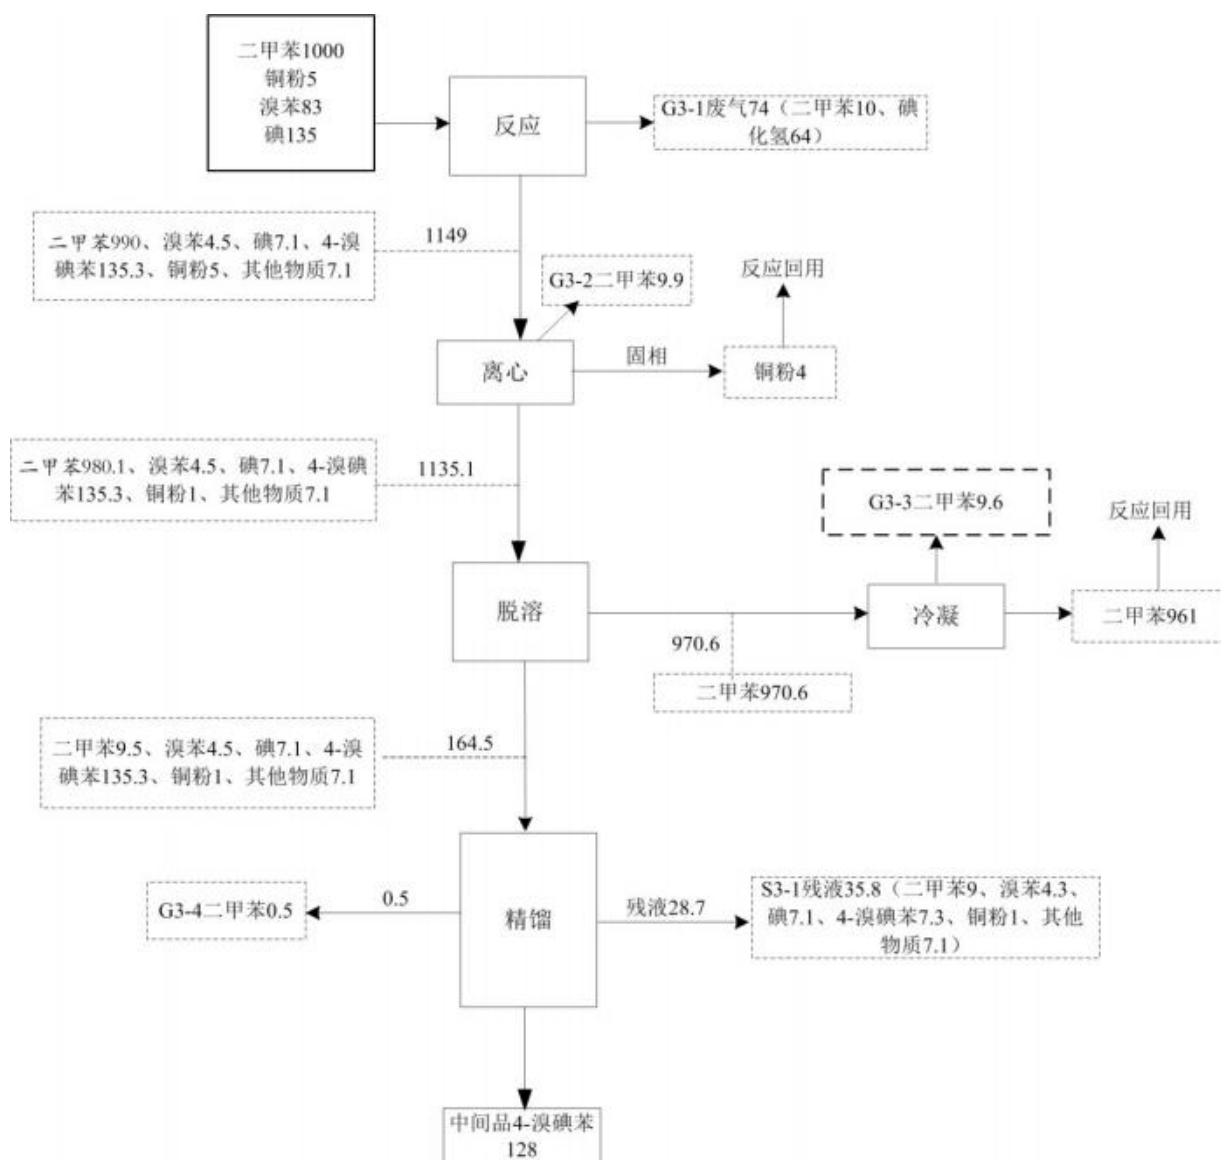 二甲苯1000
铜粉5
溴苯83
碘135
反应
G3-1废气74（二甲苯10、碘
化氢64）
二甲苯990、溴苯4.5、碘7.1、4-溴
碘苯135.3、铜粉5、其他物质7.1
1149
G3-2二甲苯9.9
反应回用
离心
固相
铜粉4
二甲苯980.1、溴苯4.5、碘7.1、4-溴碘
苯135.3、铜粉1、其他物质7.1
1135.1
G3-3二甲苯9.6
反应回用
脱溶
冷凝
二甲苯961
970.6
二甲苯970.6
二甲苯9.5、溴苯4.5、碘7.1、4-溴
碘苯135.3、铜粉1、其他物质7.1
164.5
G3-4二甲苯0.5
0.5
精馏
残液28.7
S3-1残液35.8（二甲苯9、溴苯4.3、
碘7.1、4-溴碘苯7.3、铜粉1、其他
物质7.1）
中间品4-溴碘苯
128